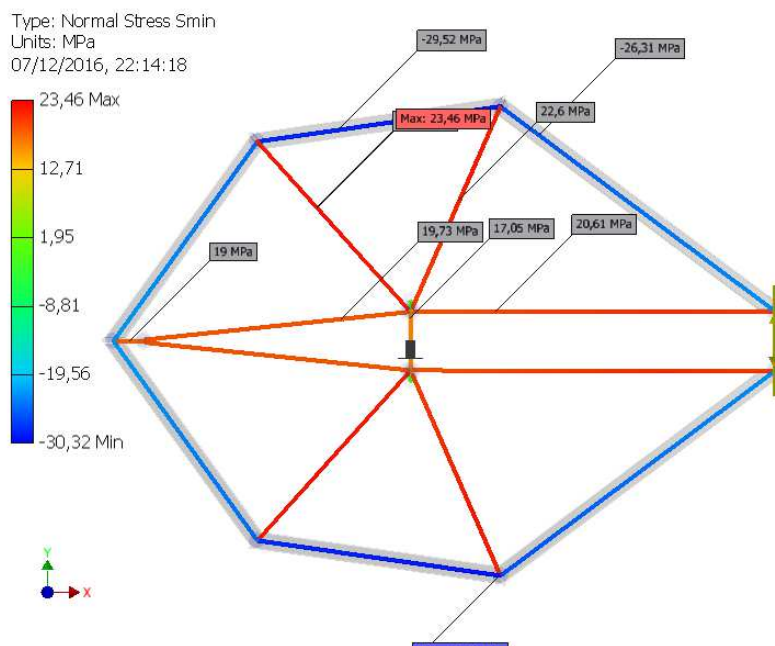 Type: Normal Stress Smin
Units: MPa
07/12/2016, 22:14:18
23,46 Max
12,71
1,95
-8,81
-19,56
-30,32 Min
-29,52 MPa
-26,31 MPa
Max: 23,46 MPa
22,6 MPa
19,73 MPa
17,05 MPa
20,61 MPa
19 MPa
Y
X